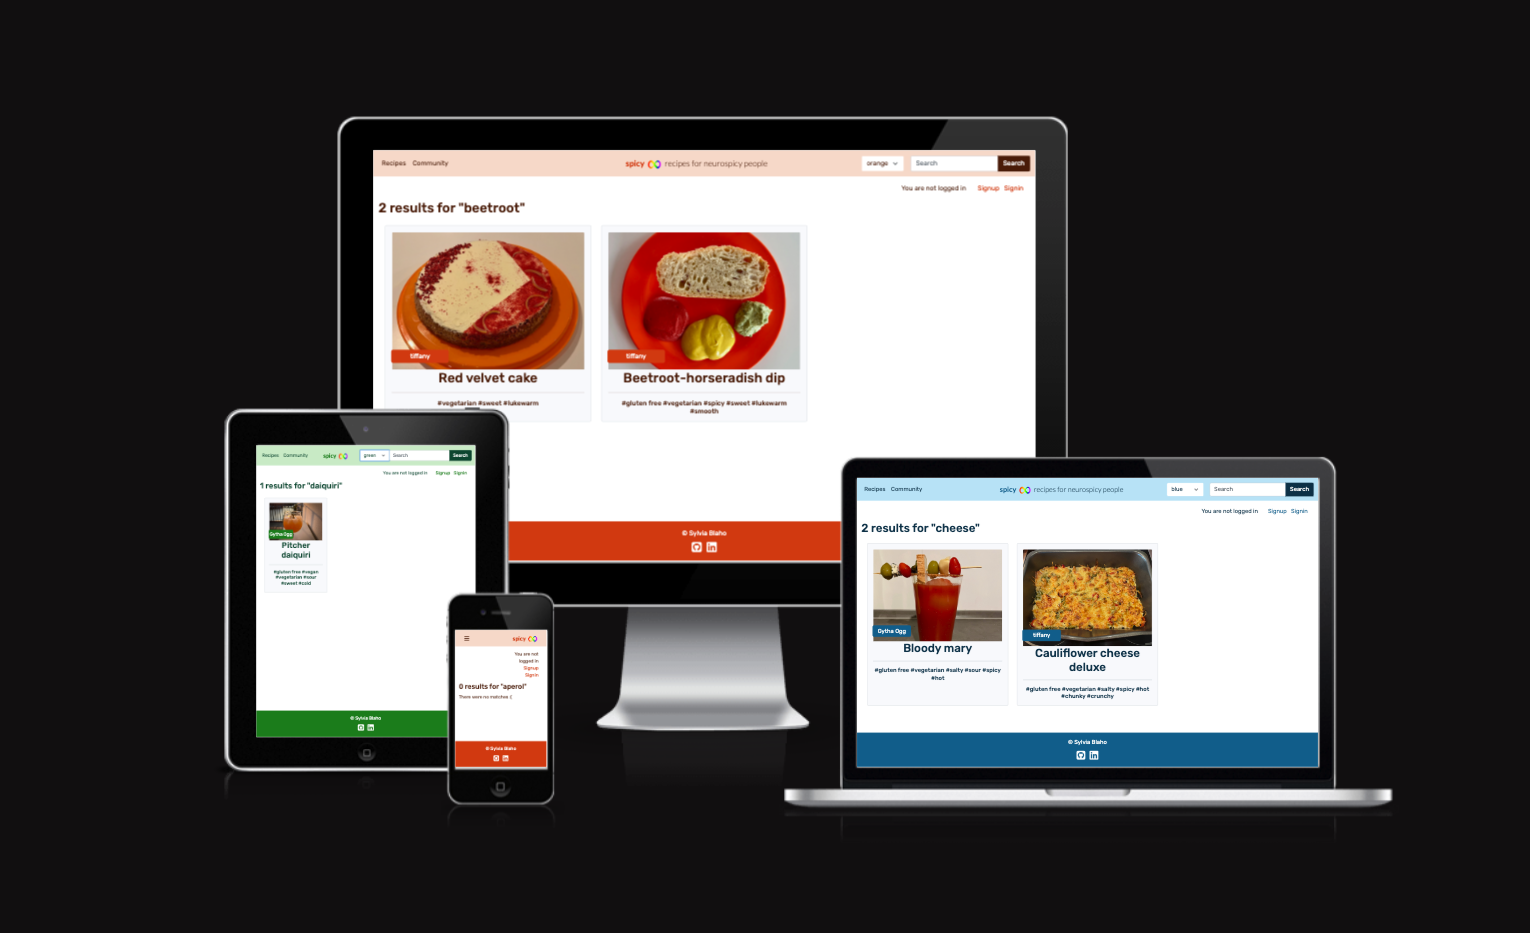 Recipes Community
spicy recipes for neurospicy people
orange
Search
Search
You are not logged in Signup Signin
2 results for "beetroot"
tiffany
Red velvet cake
#vegetarian #sweet #lukewarm
tiffany
Beetroot-horseradish dip
#gluten free #vegetarian #spicy #sweet #lukewarm
#smooth
© Sylvia Blaho
Recipes Community
spicy
green
Search
Search
You are not logged in Signup Signin
1 results for "daiquiri"
Gytha Ogg
Pitcher
daiquiri
#gluten free #vegan
#vegetarian #sour
#sweet #cold
© Sylvia Blaho
spicy
You are not
logged in
Signup
Signin
0 results for "aperol"
There were no matches :(
© Sylvia Blaho
Recipes Community
spicy recipes for neurospicy people
blue
Search
Search
You are not logged in Signup Signin
2 results for "cheese"
Gytha Ogg
Bloody mary
#gluten free #vegetarian #salty #sour #spicy
#hot
tiffany
Cauliflower cheese
deluxe
#gluten free #vegetarian #salty #spicy #hot
#chunky #crunchy
© Sylvia Blaho